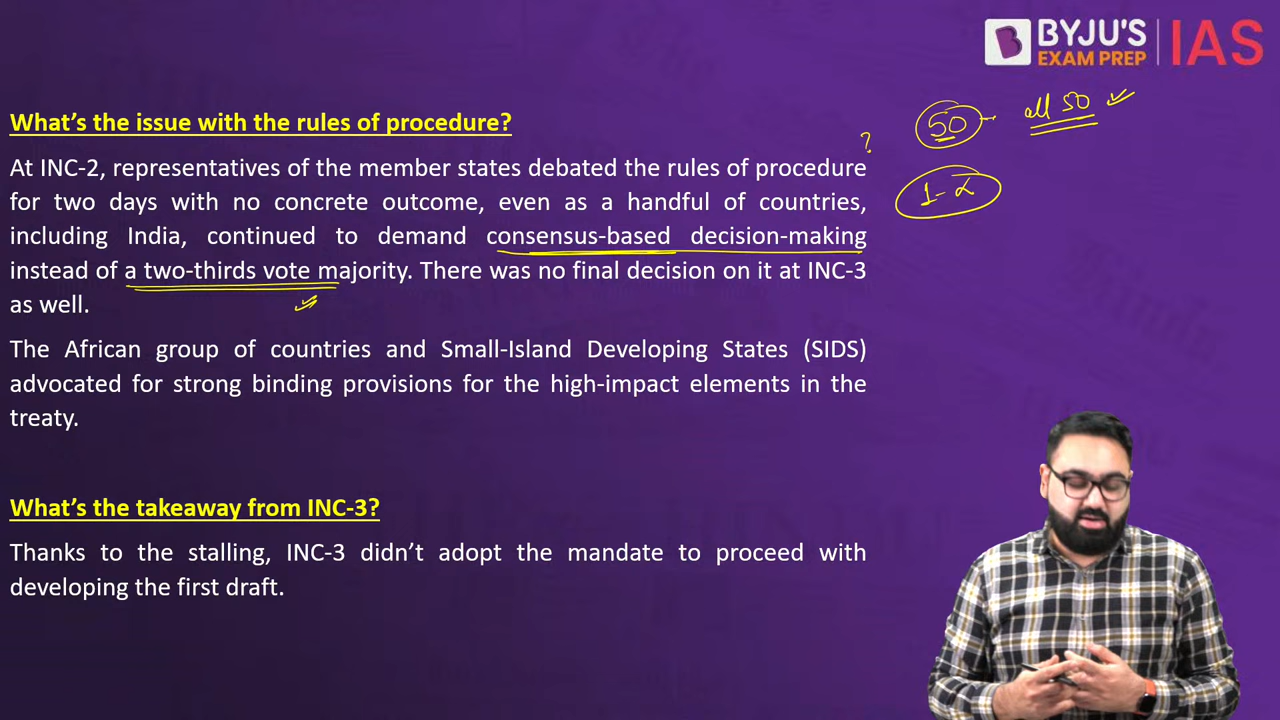 BYJU'S
EXAM PREP
IAS
What's the issue with the rules of procedure?
50 - all 50
?
At INC-2, representatives of the member states debated the rules of procedure
1-2
for two days with no concrete outcome, even as a handful of countries,
including India, continued to demand consensus-based decision-making
instead of a two-thirds vote majority. There was no final decision on it at INC-3
as well.
The African group of countries and Small-Island Developing States (SIDS)
advocated for strong binding provisions for the high-impact elements in the
treaty.
What's the takeaway from INC-3?
Thanks to the stalling, INC-3 didn't adopt the mandate to proceed with
developing the first draft.